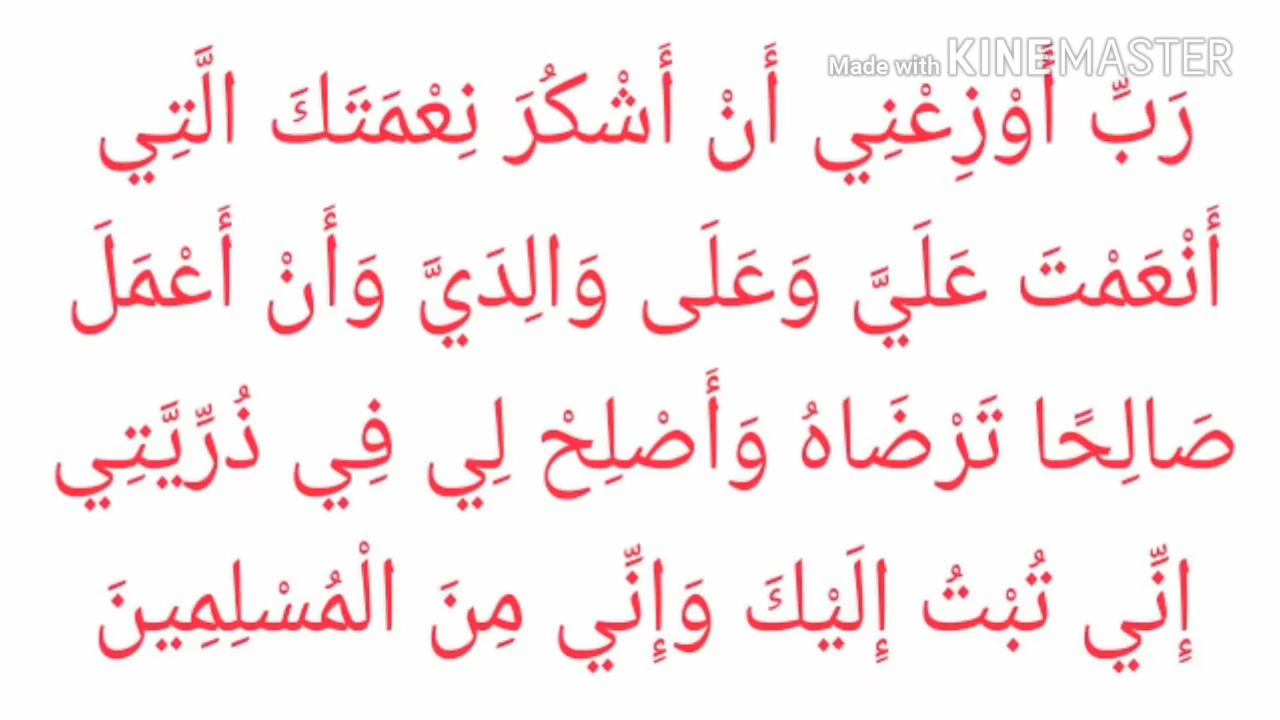 Made with KINEMASTER
رَبِّ أَوْزِعْنِي أَنْ أَشْكُرَ نِعْمَتَكَ الَّتِي
أَنْعَمْتَ عَلَيَّ وَعَلَى وَالِدَيَّ وَأَنْ أَعْمَلَ
صَالِحًا تَرْضَاهُ وَأَصْلِحْ لِي فِي ذُرِّيَّتِي
إِنِّي تُبْتُ إِلَيْكَ وَإِنِّي مِنَ الْمُسْلِمِينَ